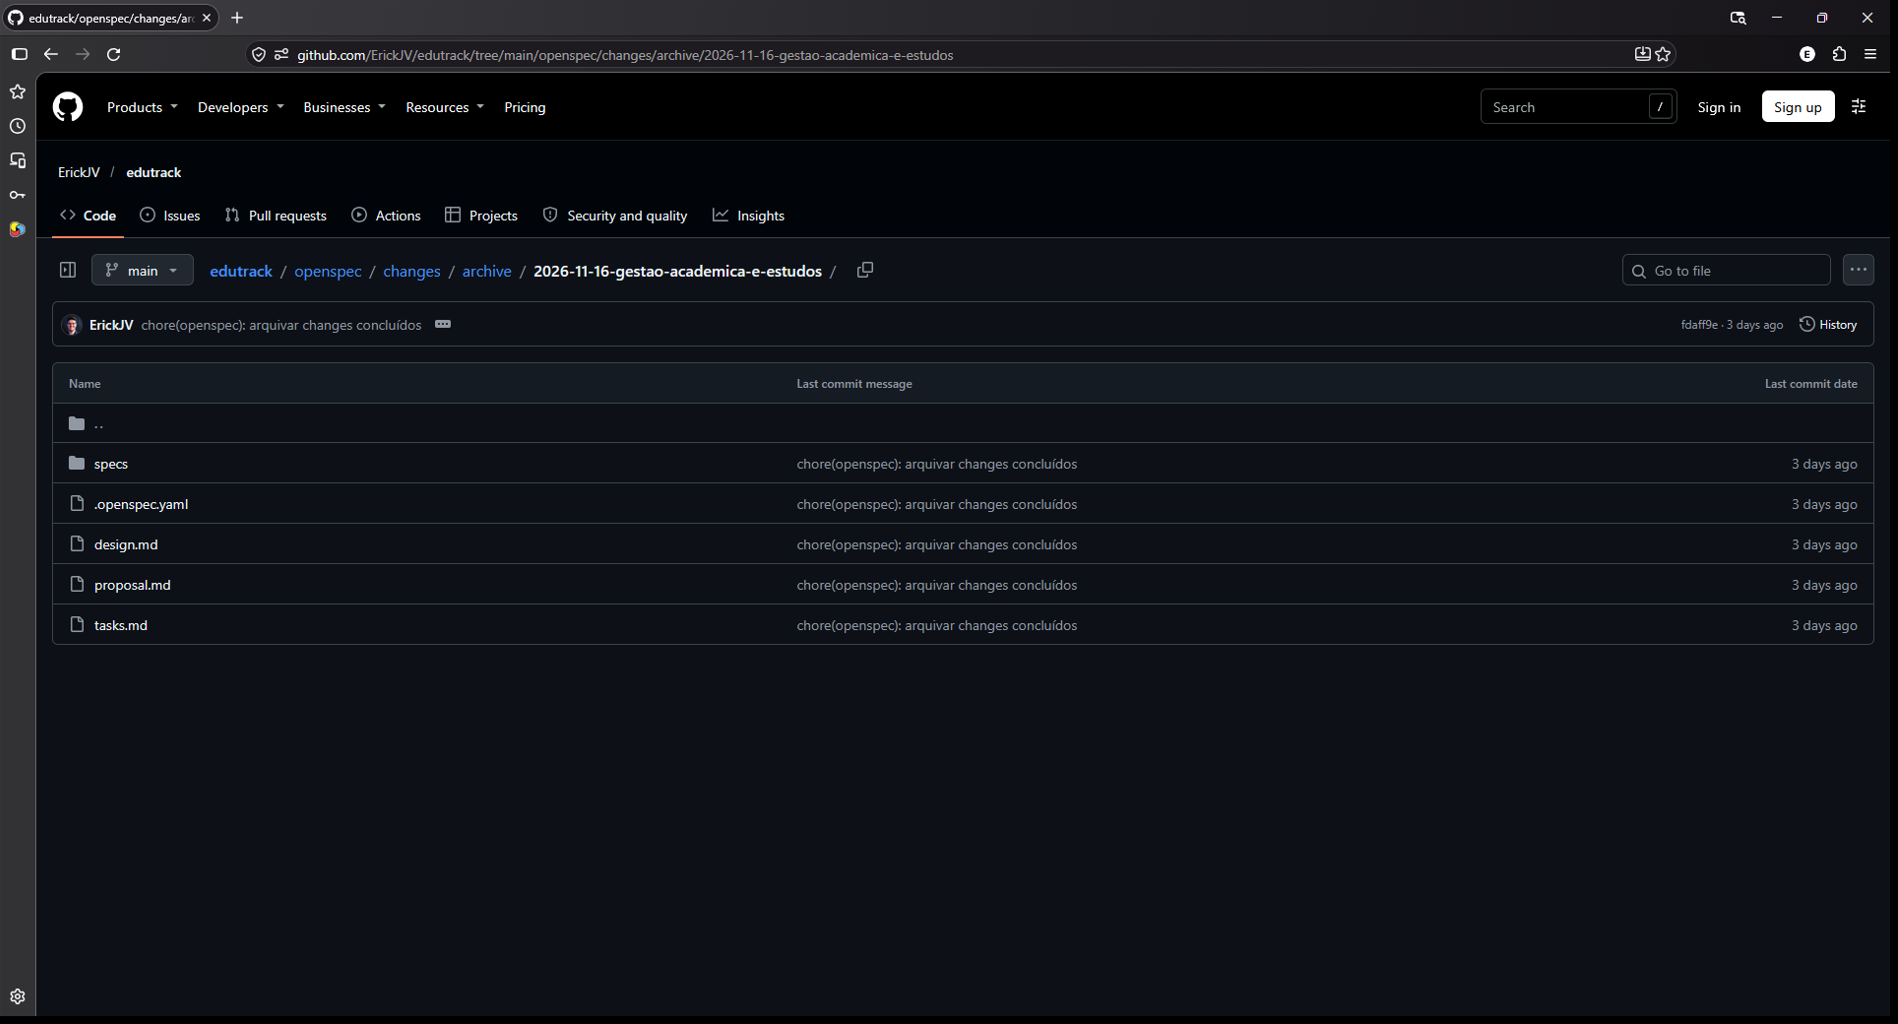 edutrack/openspec/changes/arc
github.com/ErickJV/edutrack/tree/main/openspec/changes/archive/2026-11-16-gestao-academica-e-estudos
E
Products
Developers
Businesses
Resources
Pricing
Search /
Sign in
Sign up
ErickJV / edutrack
Code
Issues
Pull requests
Actions
Projects
Security and quality
Insights
main
edutrack / openspec / changes / archive / 2026-11-16-gestao-academica-e-estudos /
Go to file
ErickJV chore(openspec): arquivar changes concluídos
fdaff9e · 3 days ago
History
Name Last commit message Last commit date
..
specs chore(openspec): arquivar changes concluídos 3 days ago
.openspec.yaml chore(openspec): arquivar changes concluídos 3 days ago
design.md chore(openspec): arquivar changes concluídos 3 days ago
proposal.md chore(openspec): arquivar changes concluídos 3 days ago
tasks.md chore(openspec): arquivar changes concluídos 3 days ago